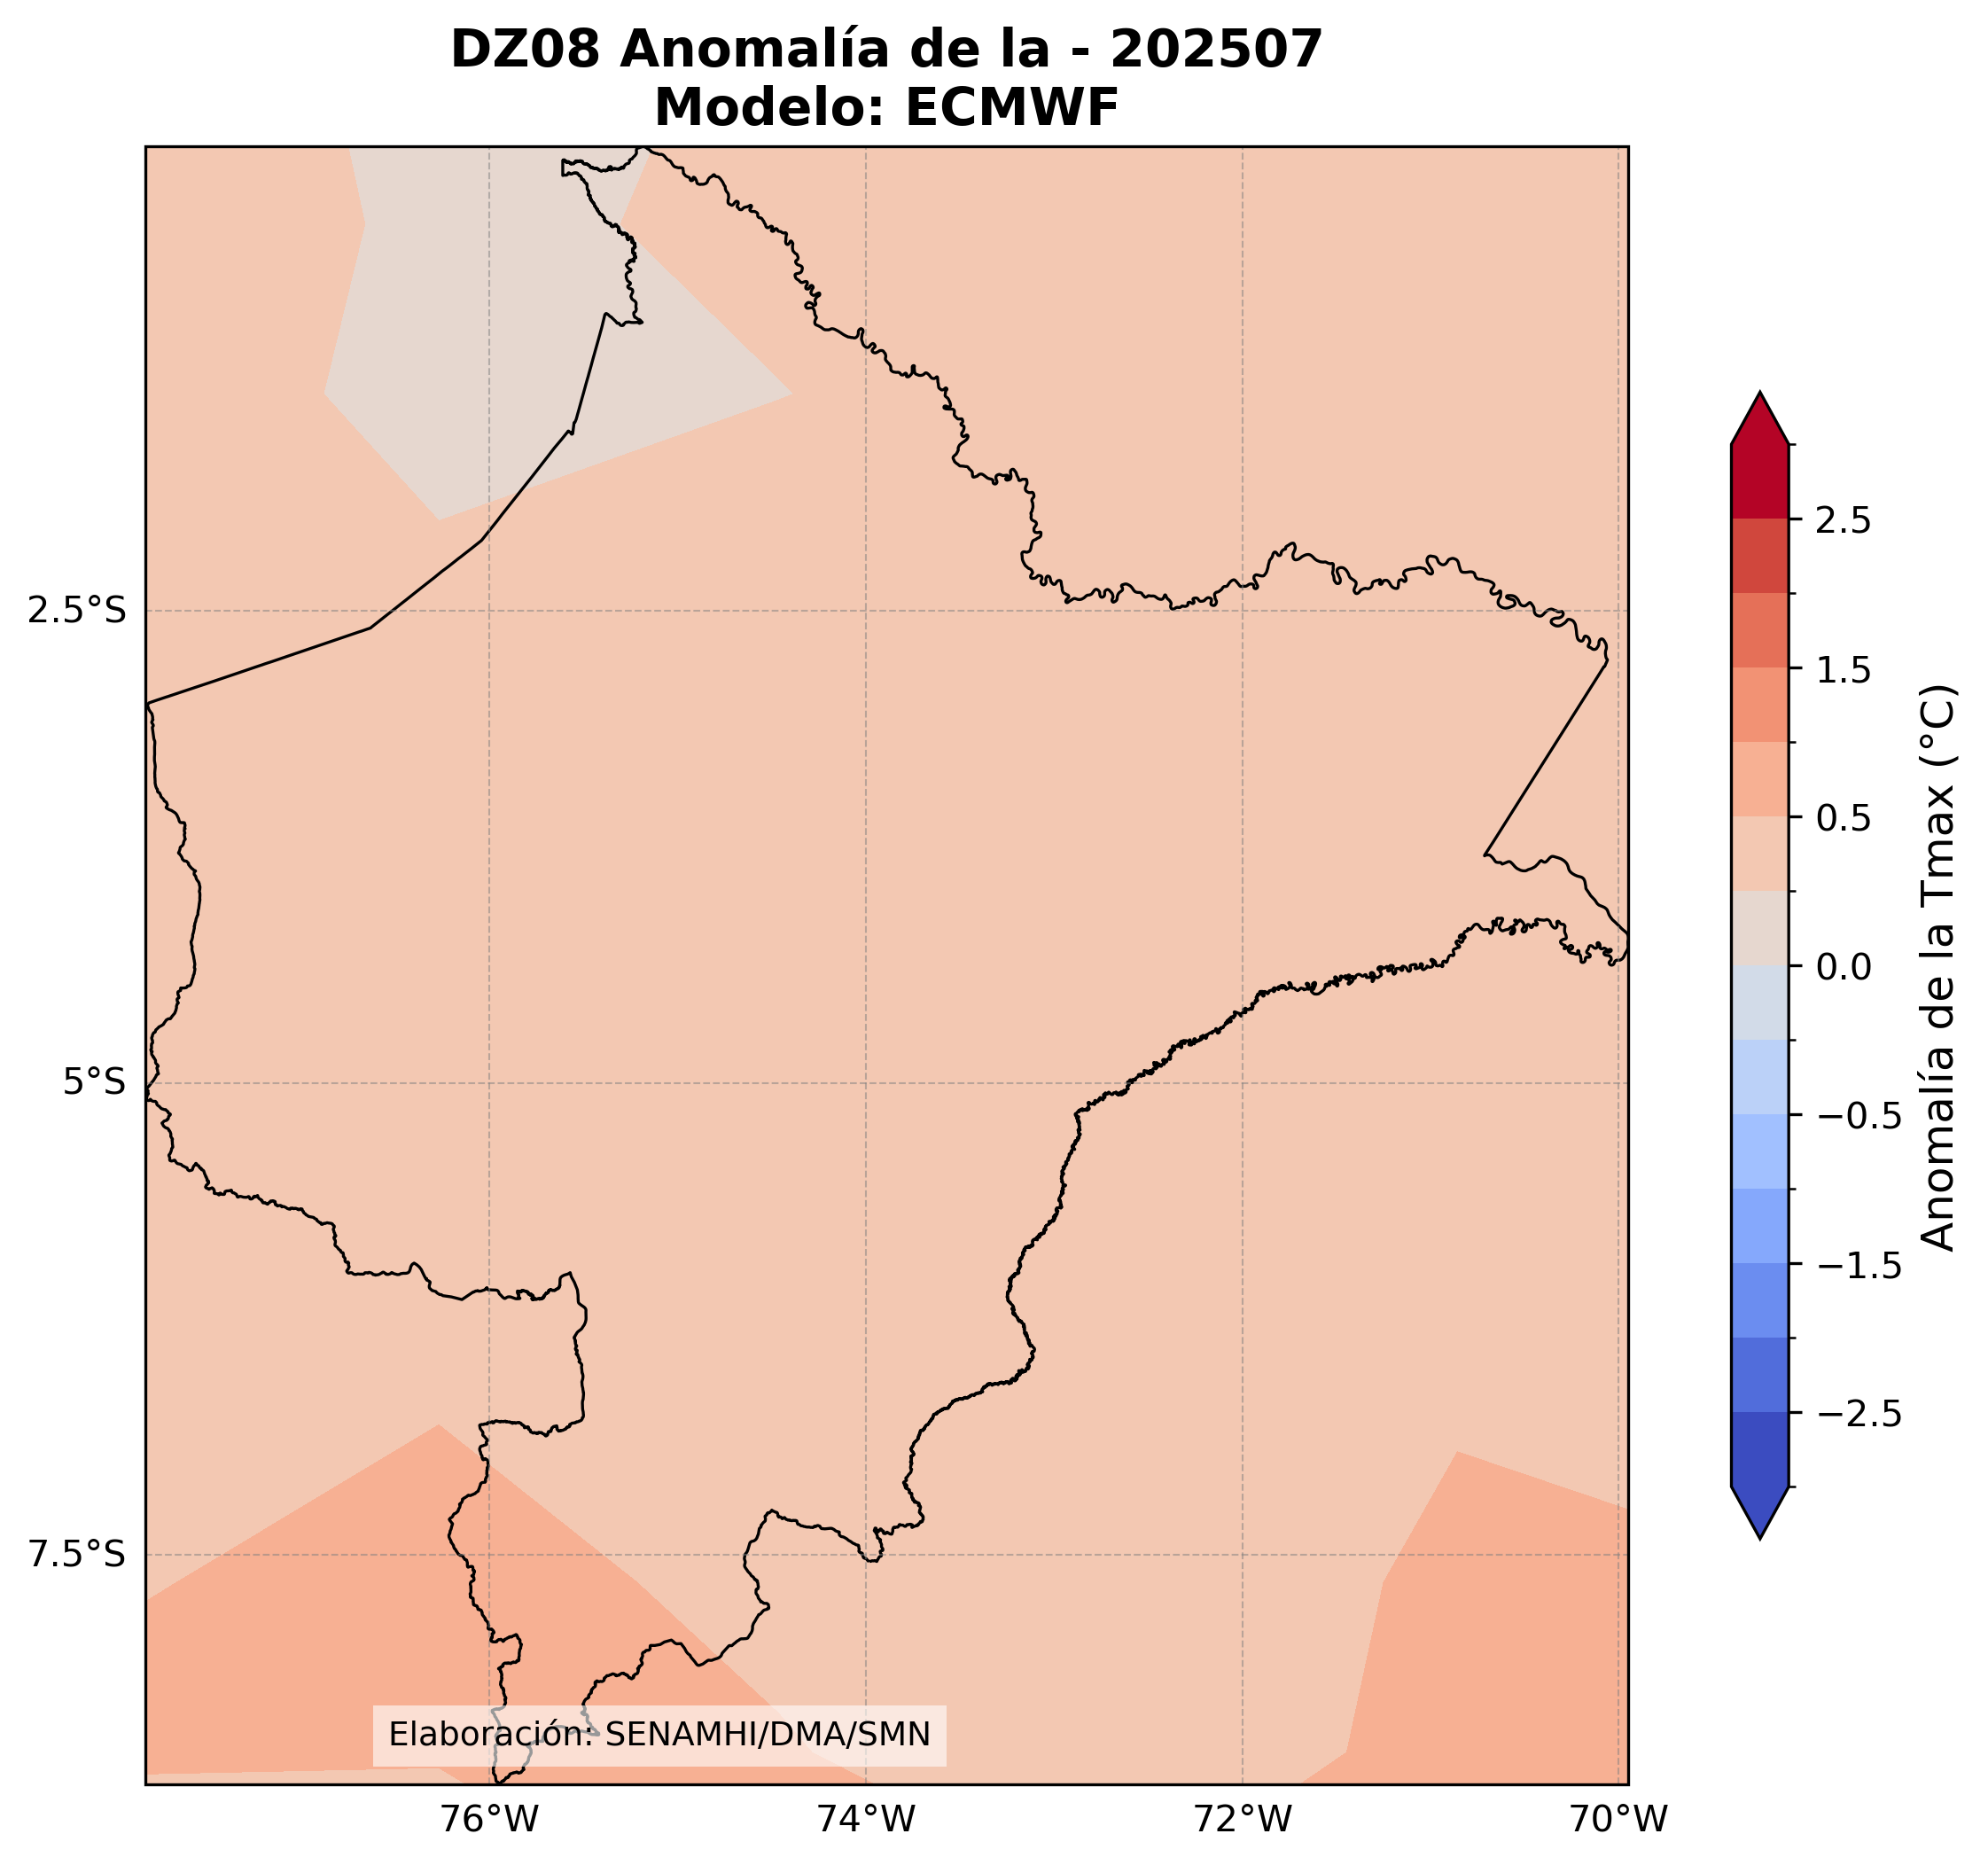 DZ08 Anomalía de la - 202507
Modelo: ECMWF
2.5°S
5°S
7.5°S
76°W
74°W
72°W
70°W
Elaboración: SENAMHI/DMA/SMN
2.5
1.5
0.5
0.0
−0.5
−1.5
−2.5
Anomalía de la Tmax (°C)